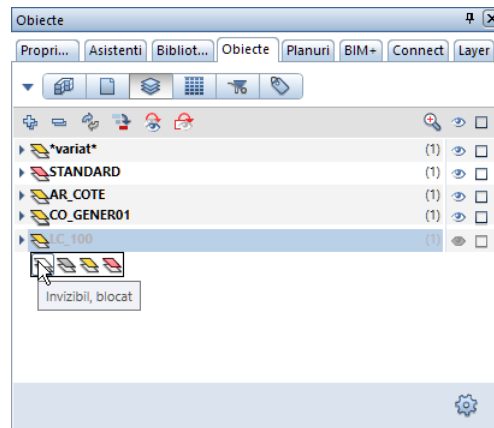 Obiecte
Propri... Asistenti Bibliot... Obiecte Planuri BIM+ Connect Layer
*variat* (1)
STANDARD (1)
AR_COTE (1)
CO_GENER01 (1)
LC_100 (1)
Invizibil, blocat